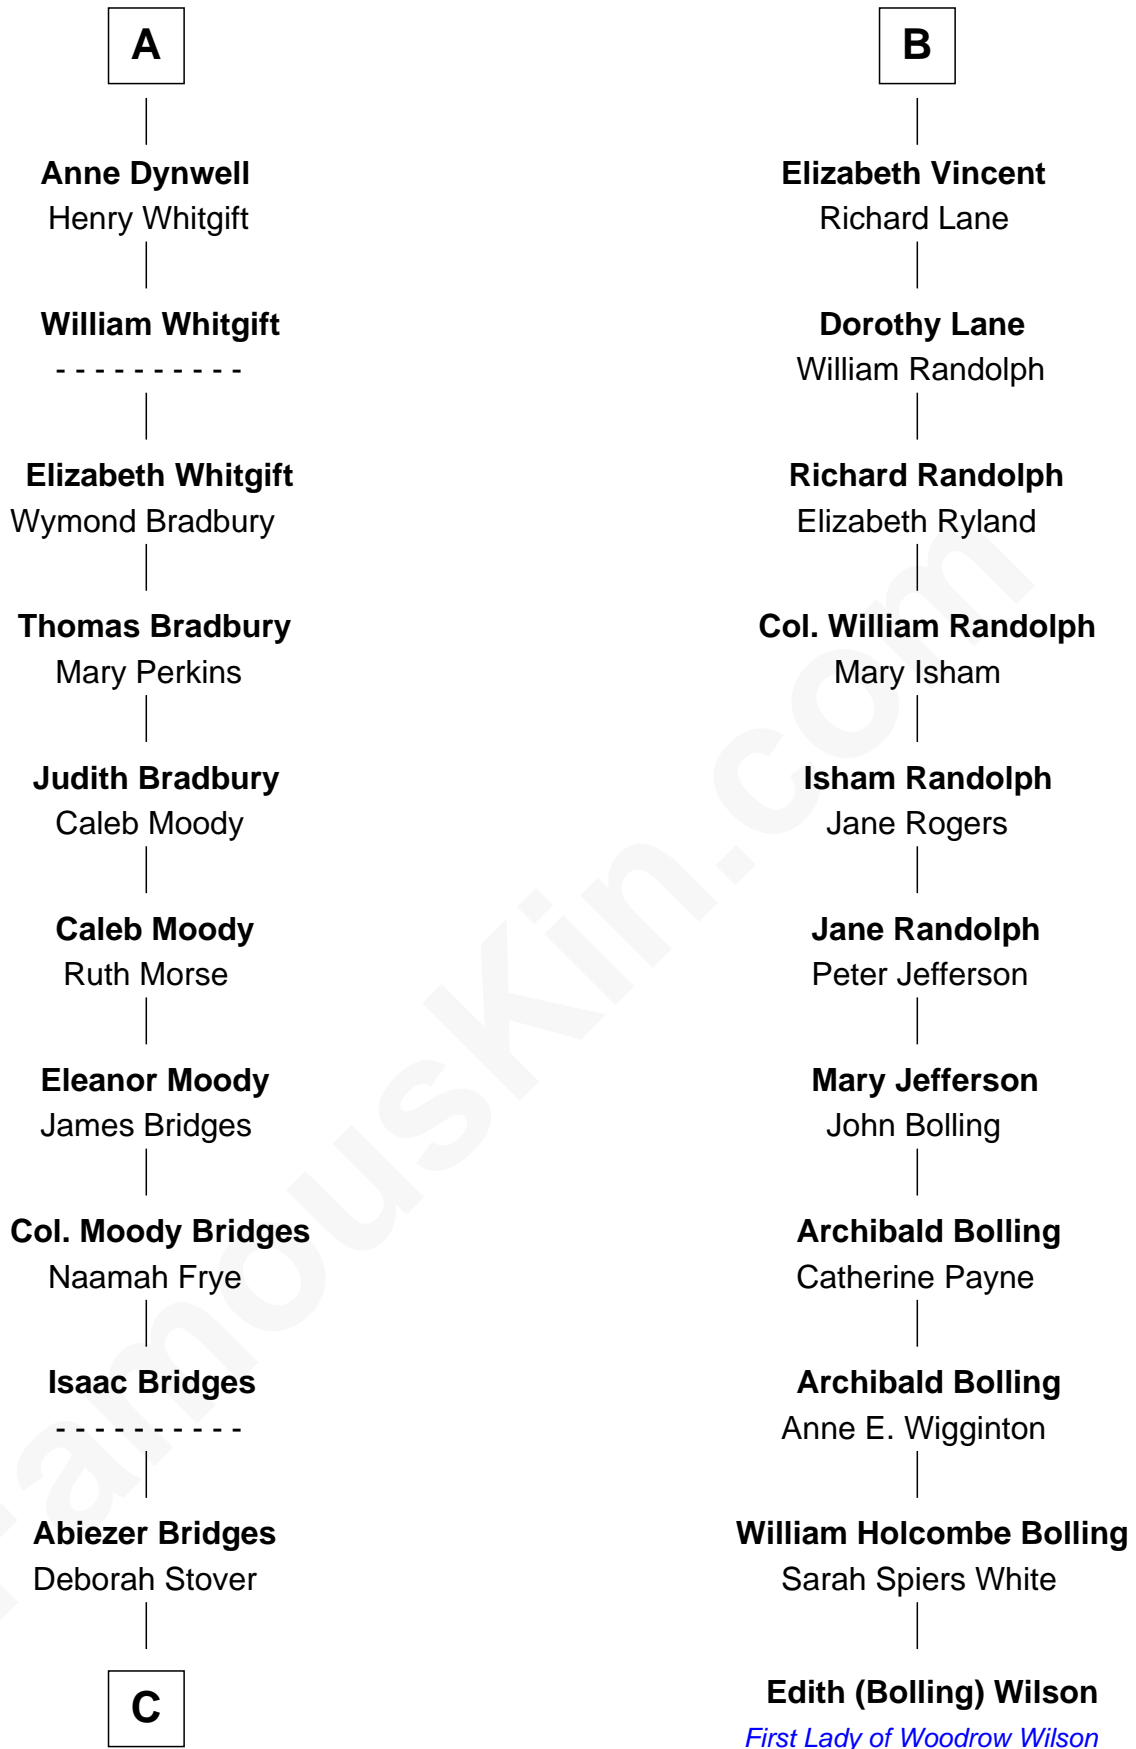 A
Anne Dynwell
Henry Whitgift
William Whitgift
- - - - - - - - - -
Elizabeth Whitgift
Wymond Bradbury
Thomas Bradbury
Mary Perkins
Judith Bradbury
Caleb Moody
Caleb Moody
Ruth Morse
Eleanor Moody
James Bridges
Col. Moody Bridges
Naamah Frye
Isaac Bridges
- - - - - - - - - -
Abiezer Bridges
Deborah Stover
C
B
Elizabeth Vincent
Richard Lane
Dorothy Lane
William Randolph
Richard Randolph
Elizabeth Ryland
Col. William Randolph
Mary Isham
Isham Randolph
Jane Rogers
Jane Randolph
Peter Jefferson
Mary Jefferson
John Bolling
Archibald Bolling
Catherine Payne
Archibald Bolling
Anne E. Wigginton
William Holcombe Bolling
Sarah Spiers White
Edith (Bolling) Wilson
First Lady of Woodrow Wilson
FamousKin.com